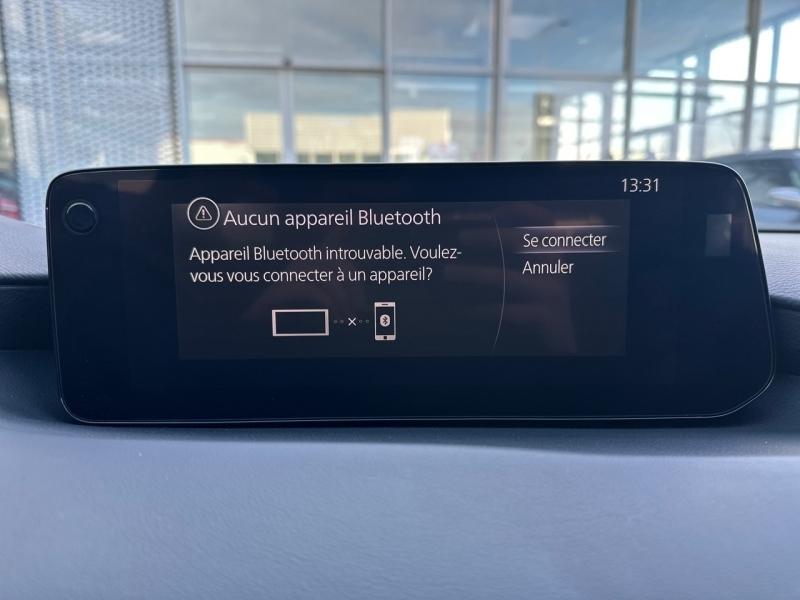 13:31
Aucun appareil Bluetooth
Appareil Bluetooth introuvable. Voulez-
vous vous connecter à un appareil?
Se connecter
Annuler